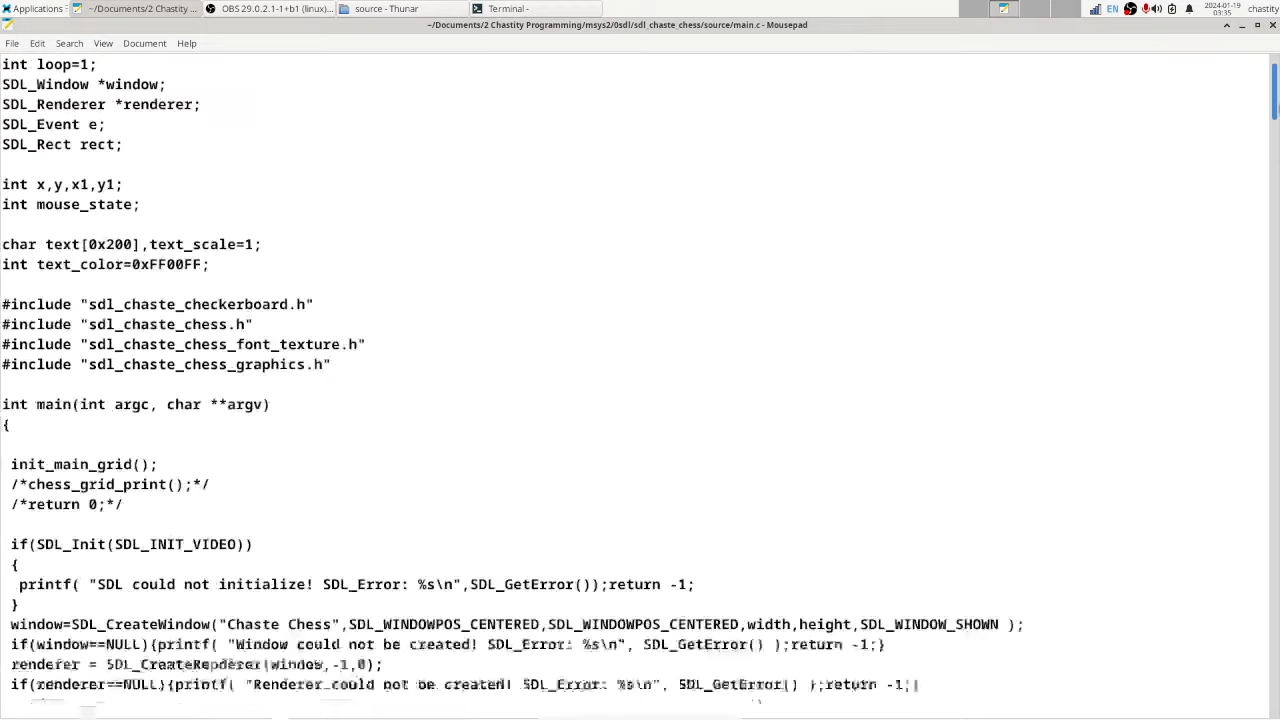 Applications
~/Documents/2 Chastity ...
OBS 29.0.2.1-1+b1 (linux)...
source - Thunar
Terminal -
EN
2024-01-19
03:35
chastity
~/Documents/2 Chastity Programming/msys2/0sdl/sdl_chaste_chess/source/main.c - Mousepad
File Edit Search View Document Help
int loop=1;
SDL_Window *window;
SDL_Renderer *renderer;
SDL_Event e;
SDL_Rect rect;
int x,y,x1,y1;
int mouse_state;
char text[0x200],text_scale=1;
int text_color=0xFF00FF;
#include "sdl_chaste_checkerboard.h"
#include "sdl_chaste_chess.h"
#include "sdl_chaste_chess_font_texture.h"
#include "sdl_chaste_chess_graphics.h"
int main(int argc, char **argv)
{
init_main_grid();
/*chess_grid_print();*/
/*return 0;*/
if(SDL_Init(SDL_INIT_VIDEO))
{
printf( "SDL could not initialize! SDL_Error: %s\n",SDL_GetError());return -1;
}
window=SDL_CreateWindow("Chaste Chess",SDL_WINDOWPOS_CENTERED,SDL_WINDOWPOS_CENTERED,width,height,SDL_WINDOW_SHOWN );
if(window==NULL){printf( "Window could not be created! SDL_Error: %s\n", SDL_GetError() );return -1;}
renderer = SDL_CreateRenderer(window,-1,0);
if(renderer==NULL){printf( "Renderer could not be created! SDL_Error: %s\n", SDL_GetError() );return -1;}